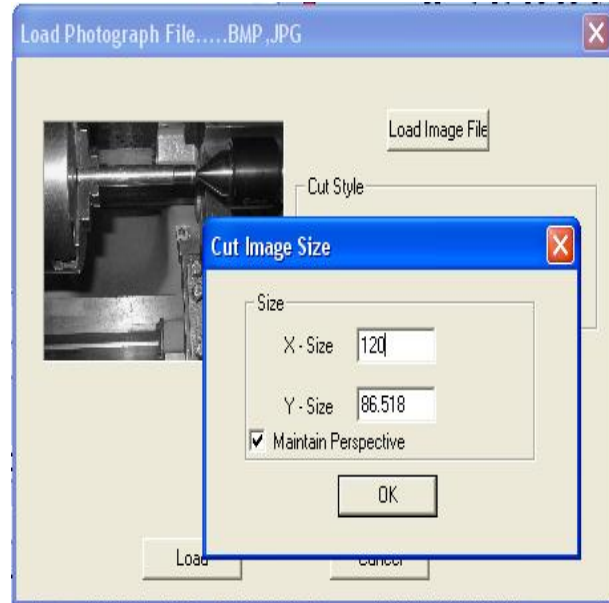 Load Photograph File.....BMP,JPG
Load Image File
Cut Style
Cut Image Size
Size
X - Size 120
Y - Size 86.518
Maintain Perspective
OK
Load
Cancel